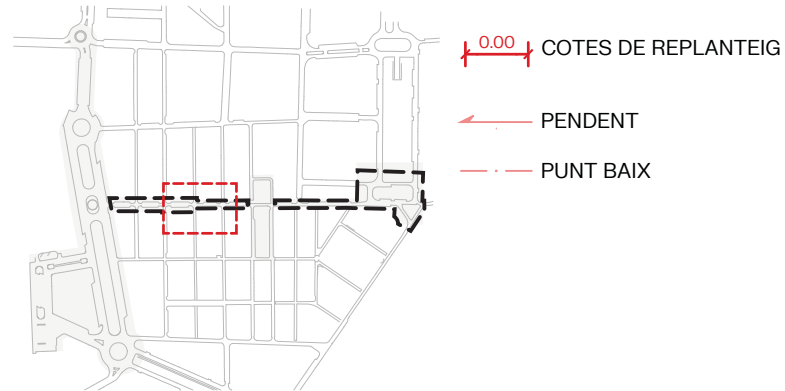 0.00
COTES DE REPLANTEIG
PENDENT
PUNT BAIX